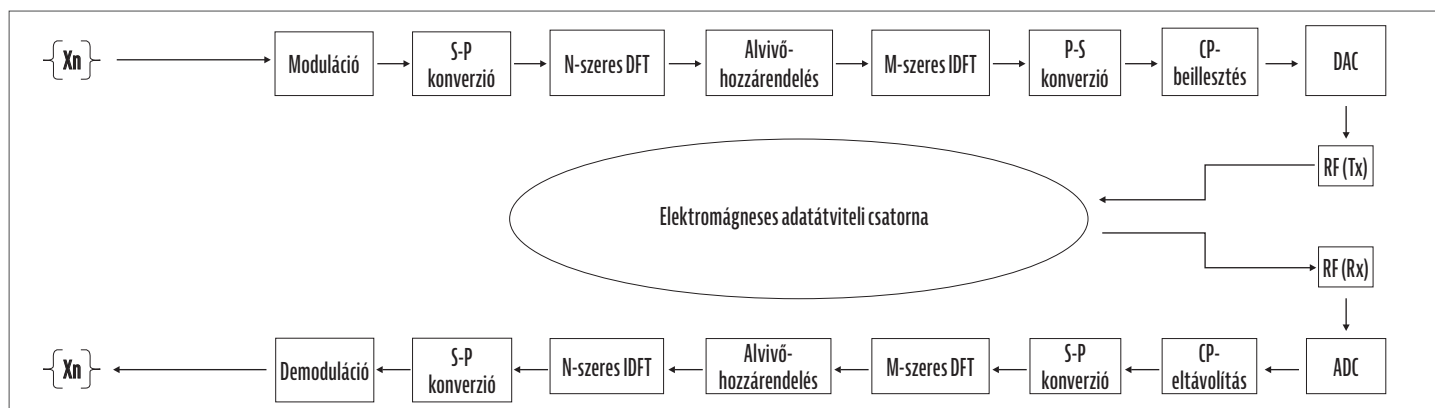 {Xn}
Moduláció
S-P
konverzió
N-szeres DFT
Alvivő-
hozzárendelés
M-szeres IDFT
P-S
konverzió
CP-
beillesztés
DAC
RF (Tx)
Elektromágneses adatátviteli csatorna
RF (Rx)
{Xn}
Demoduláció
S-P
konverzió
N-szeres IDFT
Alvivő-
hozzárendelés
M-szeres DFT
S-P
konverzió
CP-
eltávolítás
ADC